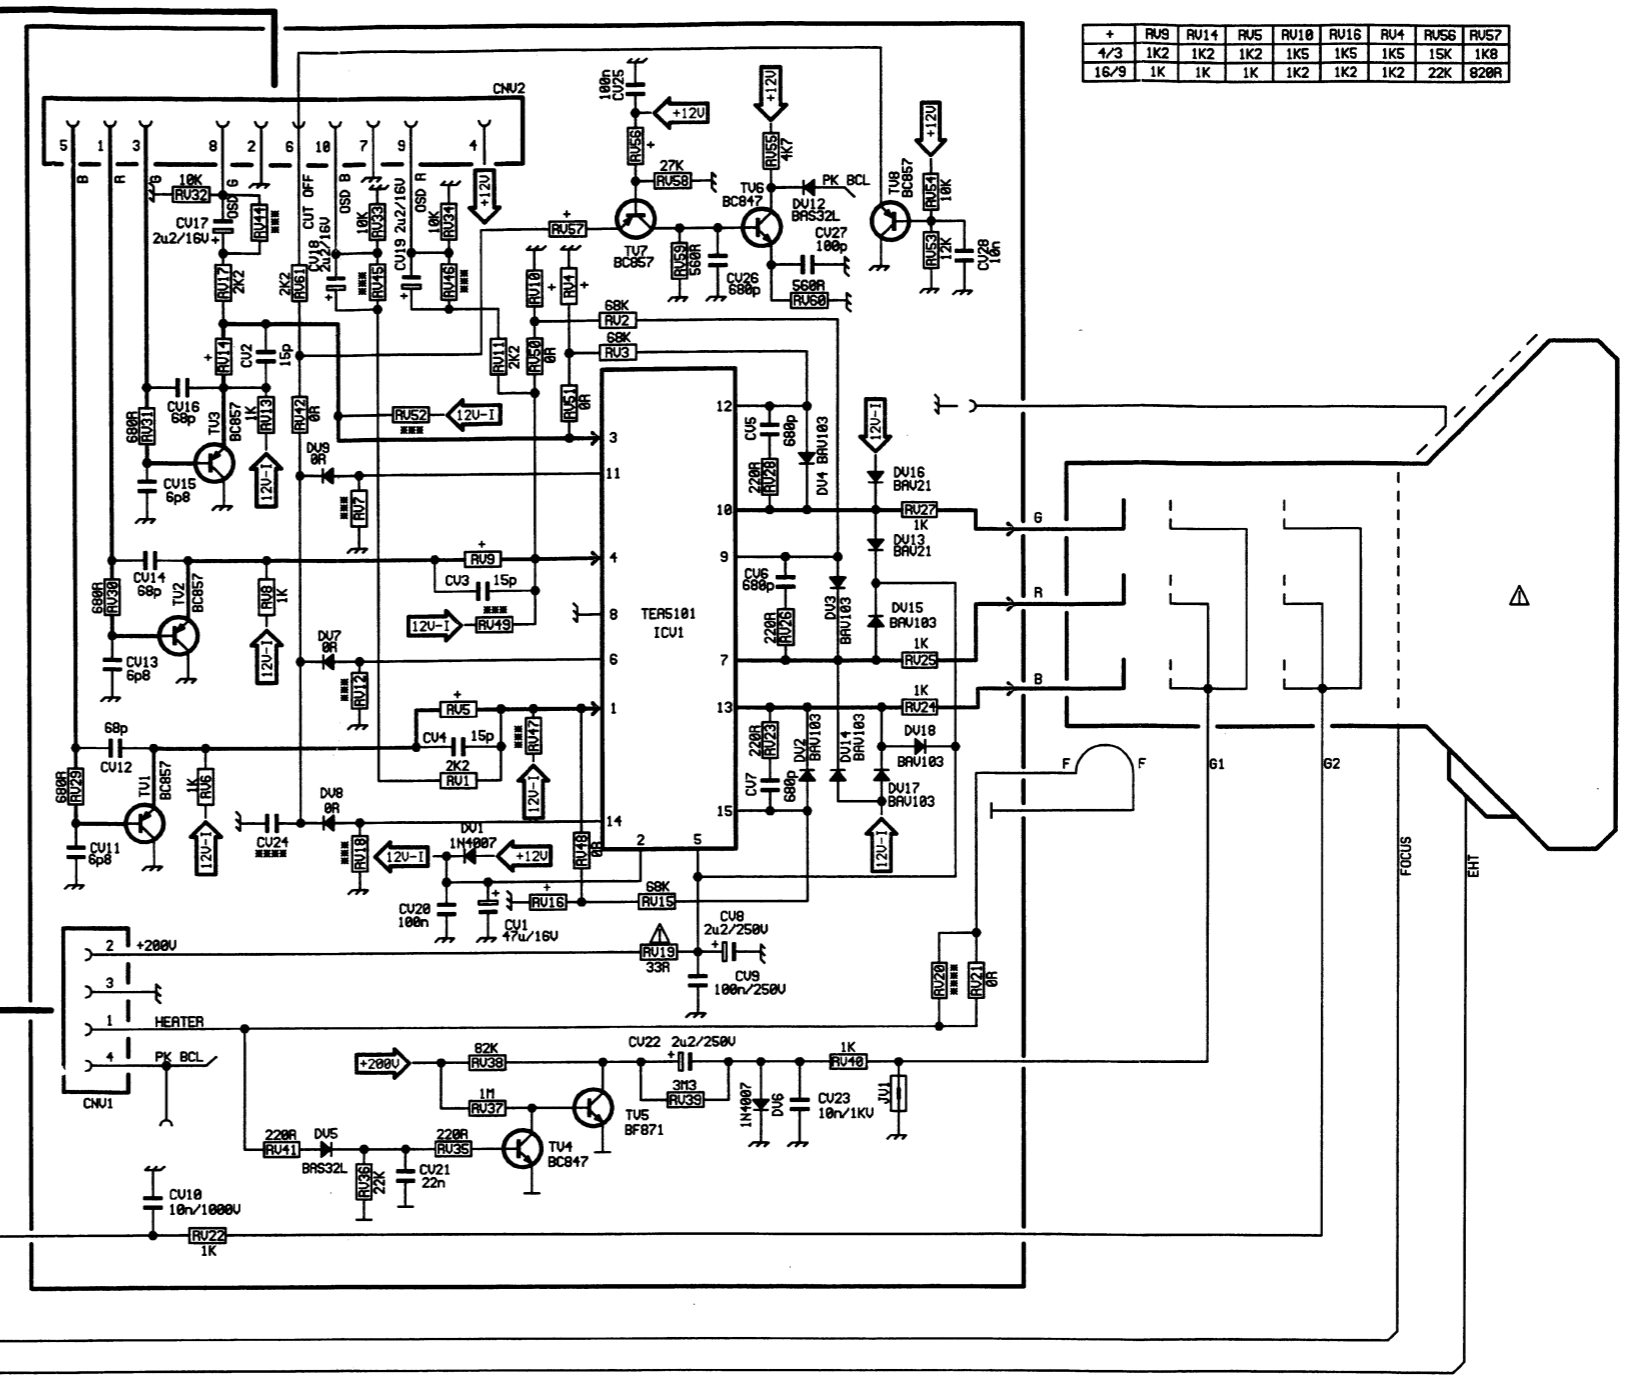 + RV9 RV14 RV5 RV10 RV16 RV4 RV56 RV57
4/3 1K2 1K2 1K2 1K5 1K5 1K5 15K 1K8
16/9 1K 1K 1K 1K2 1K2 1K2 22K 820R
CNV2
5 1 3 8 2 6 10 7 9 4
B R G OSD G CUT OFF OSD B OSD R +12V
10K
RV32
CV17
2u2/16V +
RV44
***
RV17
2K2
2K2
RV61
CV18
2u2/16V
+
10K
RV33
***
RV45
CV19 2u2/16V
+
10K
RV34
RV46
***
100n
CV25
+12V
RV56
+
27K
RV58
+
RV57
TV7
BC857
RV59
560R
CV26
680p
+12V
RV55
4K7
TV6
BC847
PK BCL
DV12
BAS32L
CV27
100p
560R
RV60
TV8
BC857
+12V
RV54
10K
RV53
12K
CV28
10n
RV10
+
RV4
+
68K
RV2
68K
RV3
RV11
2K2
RV50
0R
RV51
0R
+
RV14
CV2
15p
CV16
68p
680R
RV31
TV3
BC857
1K
RV13
RV42
0R
RV52
***
12V-I
CV15
6p8
12V-I
DV9
0R
***
RV7
3
11
4
8
6
1
14
2
5
12
10
9
7
13
15
TEA5101
ICV1
CV14
68p
680R
RV30
TV2
BC857
RV8
1K
12V-I
CV13
6p8
+
RV9
CV3
15p
12V-I
***
RV49
DV7
0R
***
RV12
68p
CV12
680R
RV29
TV1
BC857
1K
RV6
12V-I
CV11
6p8
+
RV5
CV4
15p
2K2
RV1
***
RV47
12V-I
CV24
****
DV8
0R
***
RV18
12V-I
DV1
1N4007
+12V
RV48
0R
CV20
100n
+
CV1
47u/16V
+
RV16
68K
RV15
CV5
680p
220R
RV28
DV4 BAV103
12V-I
DV16
BAV21
RV27
1K
DV13
BAV21
CV6
680p
220R
RV26
DV3
BAV103
DV15
BAV103
1K
RV25
1K
RV24
220R
RV23
CV7
680p
DV2
BAV103
DV14
BAV103
DV18
BAV103
DV17
BAV103
12V-I
G
R
B
F F
G1
G2
FOCUS
EHT
2 +200V
3
1 HEATER
4 PK BCL
CNV1
RV19
33R
CV8
2u2/250V
+
CV9
100n/250V
RV20
****
RV21
0R
+200V
82K
RV38
1M
RV37
CV22 2u2/250V
+
3M3
RV39
TV5
BF871
1N4007
DV6
CV23
10n/1KV
1K
RV40
JV1
220R
RV41
DV5
BAS32L
RV36
22K
CV21
22n
220R
RV35
TV4
BC847
CV10
10n/1000V
RV22
1K